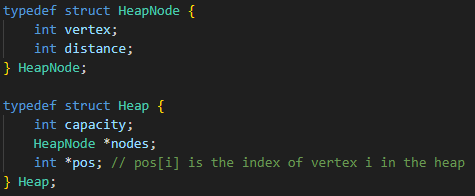 typedef struct HeapNode {
    int vertex;
    int distance;
} HeapNode;

typedef struct Heap {
    int capacity;
    HeapNode *nodes;
    int *pos; // pos[i] is the index of vertex i in the heap
} Heap;